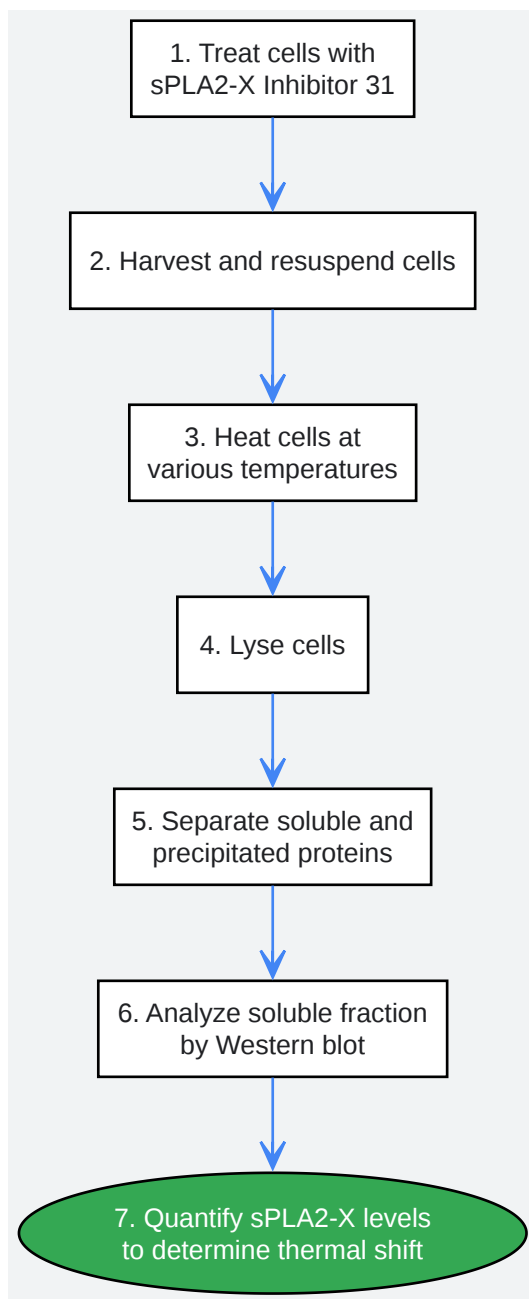 1. Treat cells with
sPLA2-X Inhibitor 31
2. Harvest and resuspend cells
3. Heat cells at
various temperatures
4. Lyse cells
5. Separate soluble and
precipitated proteins
6. Analyze soluble fraction
by Western blot
7. Quantify sPLA2-X levels
to determine thermal shift